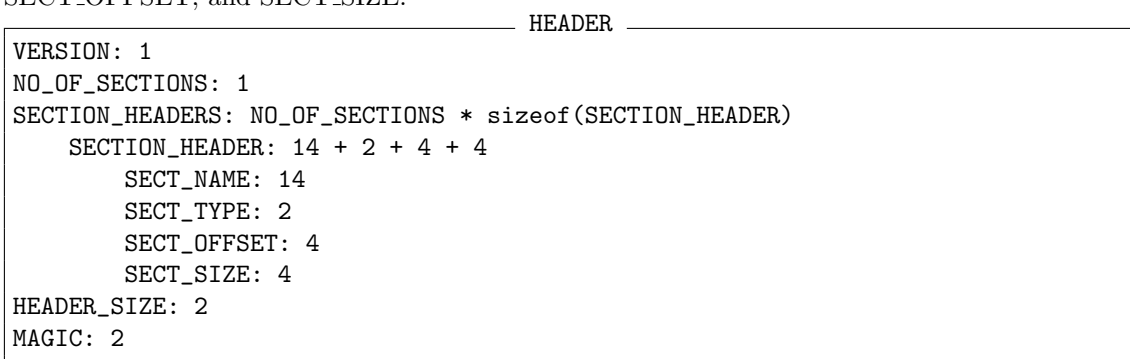 SECT_OFFSET, and SECT_SIZE.
HEADER
VERSION: 1
NO_OF_SECTIONS: 1
SECTION_HEADERS: NO_OF_SECTIONS * sizeof(SECTION_HEADER)
SECTION_HEADER: 14 + 2 + 4 + 4
SECT_NAME: 14
SECT_TYPE: 2
SECT_OFFSET: 4
SECT_SIZE: 4
HEADER_SIZE: 2
MAGIC: 2